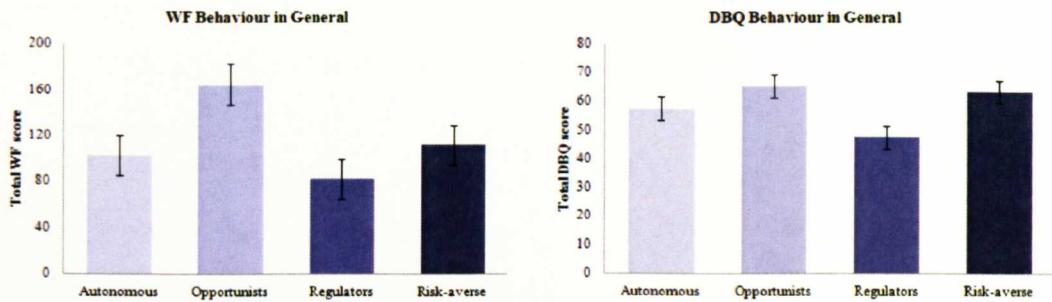 WF Behaviour in General
Total WF score
200
160
120
80
40
0
Autonomous Opportunists Regulators Risk-averse
DBQ Behaviour in General
Total DBQ score
80
70
60
50
40
30
20
10
0
Autonomous Opportunists Regulators Risk-averse